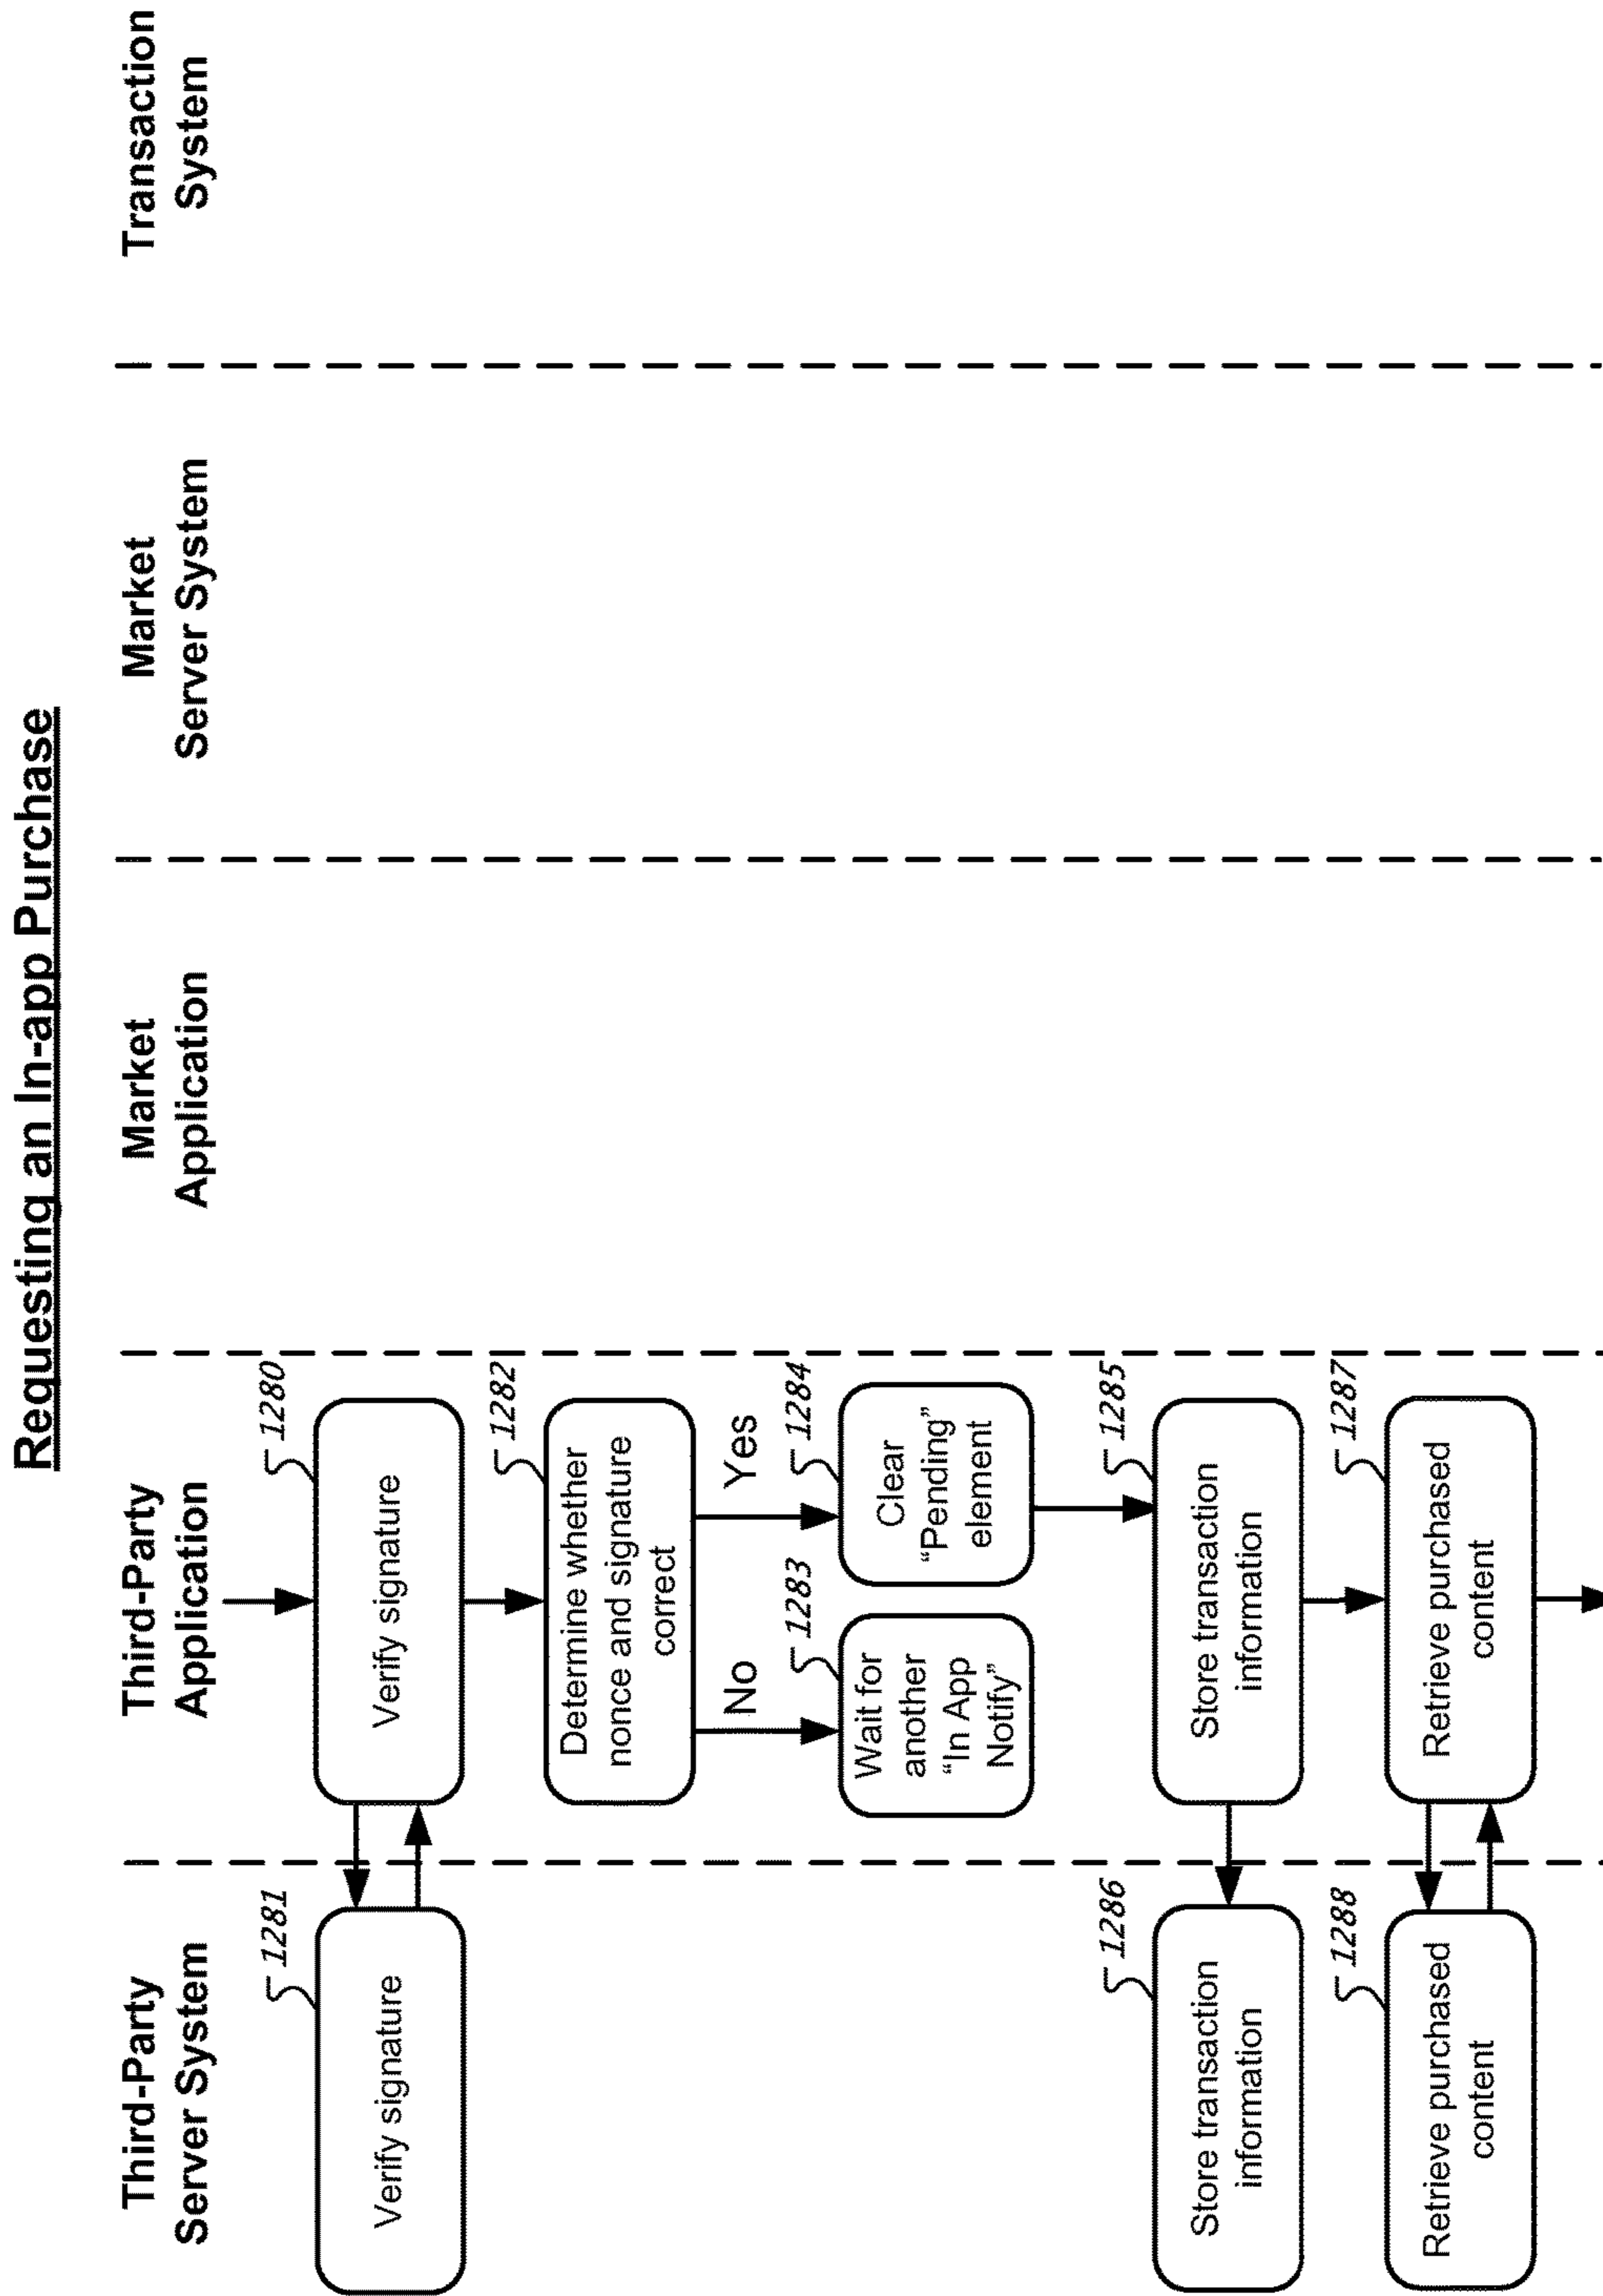 Requesting an In-app Purchase
Third-Party
Server System
Third-Party
Application
Market
Application
Market
Server System
Transaction
System
1281
Verify signature
1280
Verify signature
1282
Determine whether
nonce and signature
correct
No
Yes
1283
Wait for
another
“In App
Notify”
1284
Clear
“Pending”
element
1286
Store transaction
information
1285
Store transaction
information
1288
Retrieve purchased
content
1287
Retrieve purchased
content